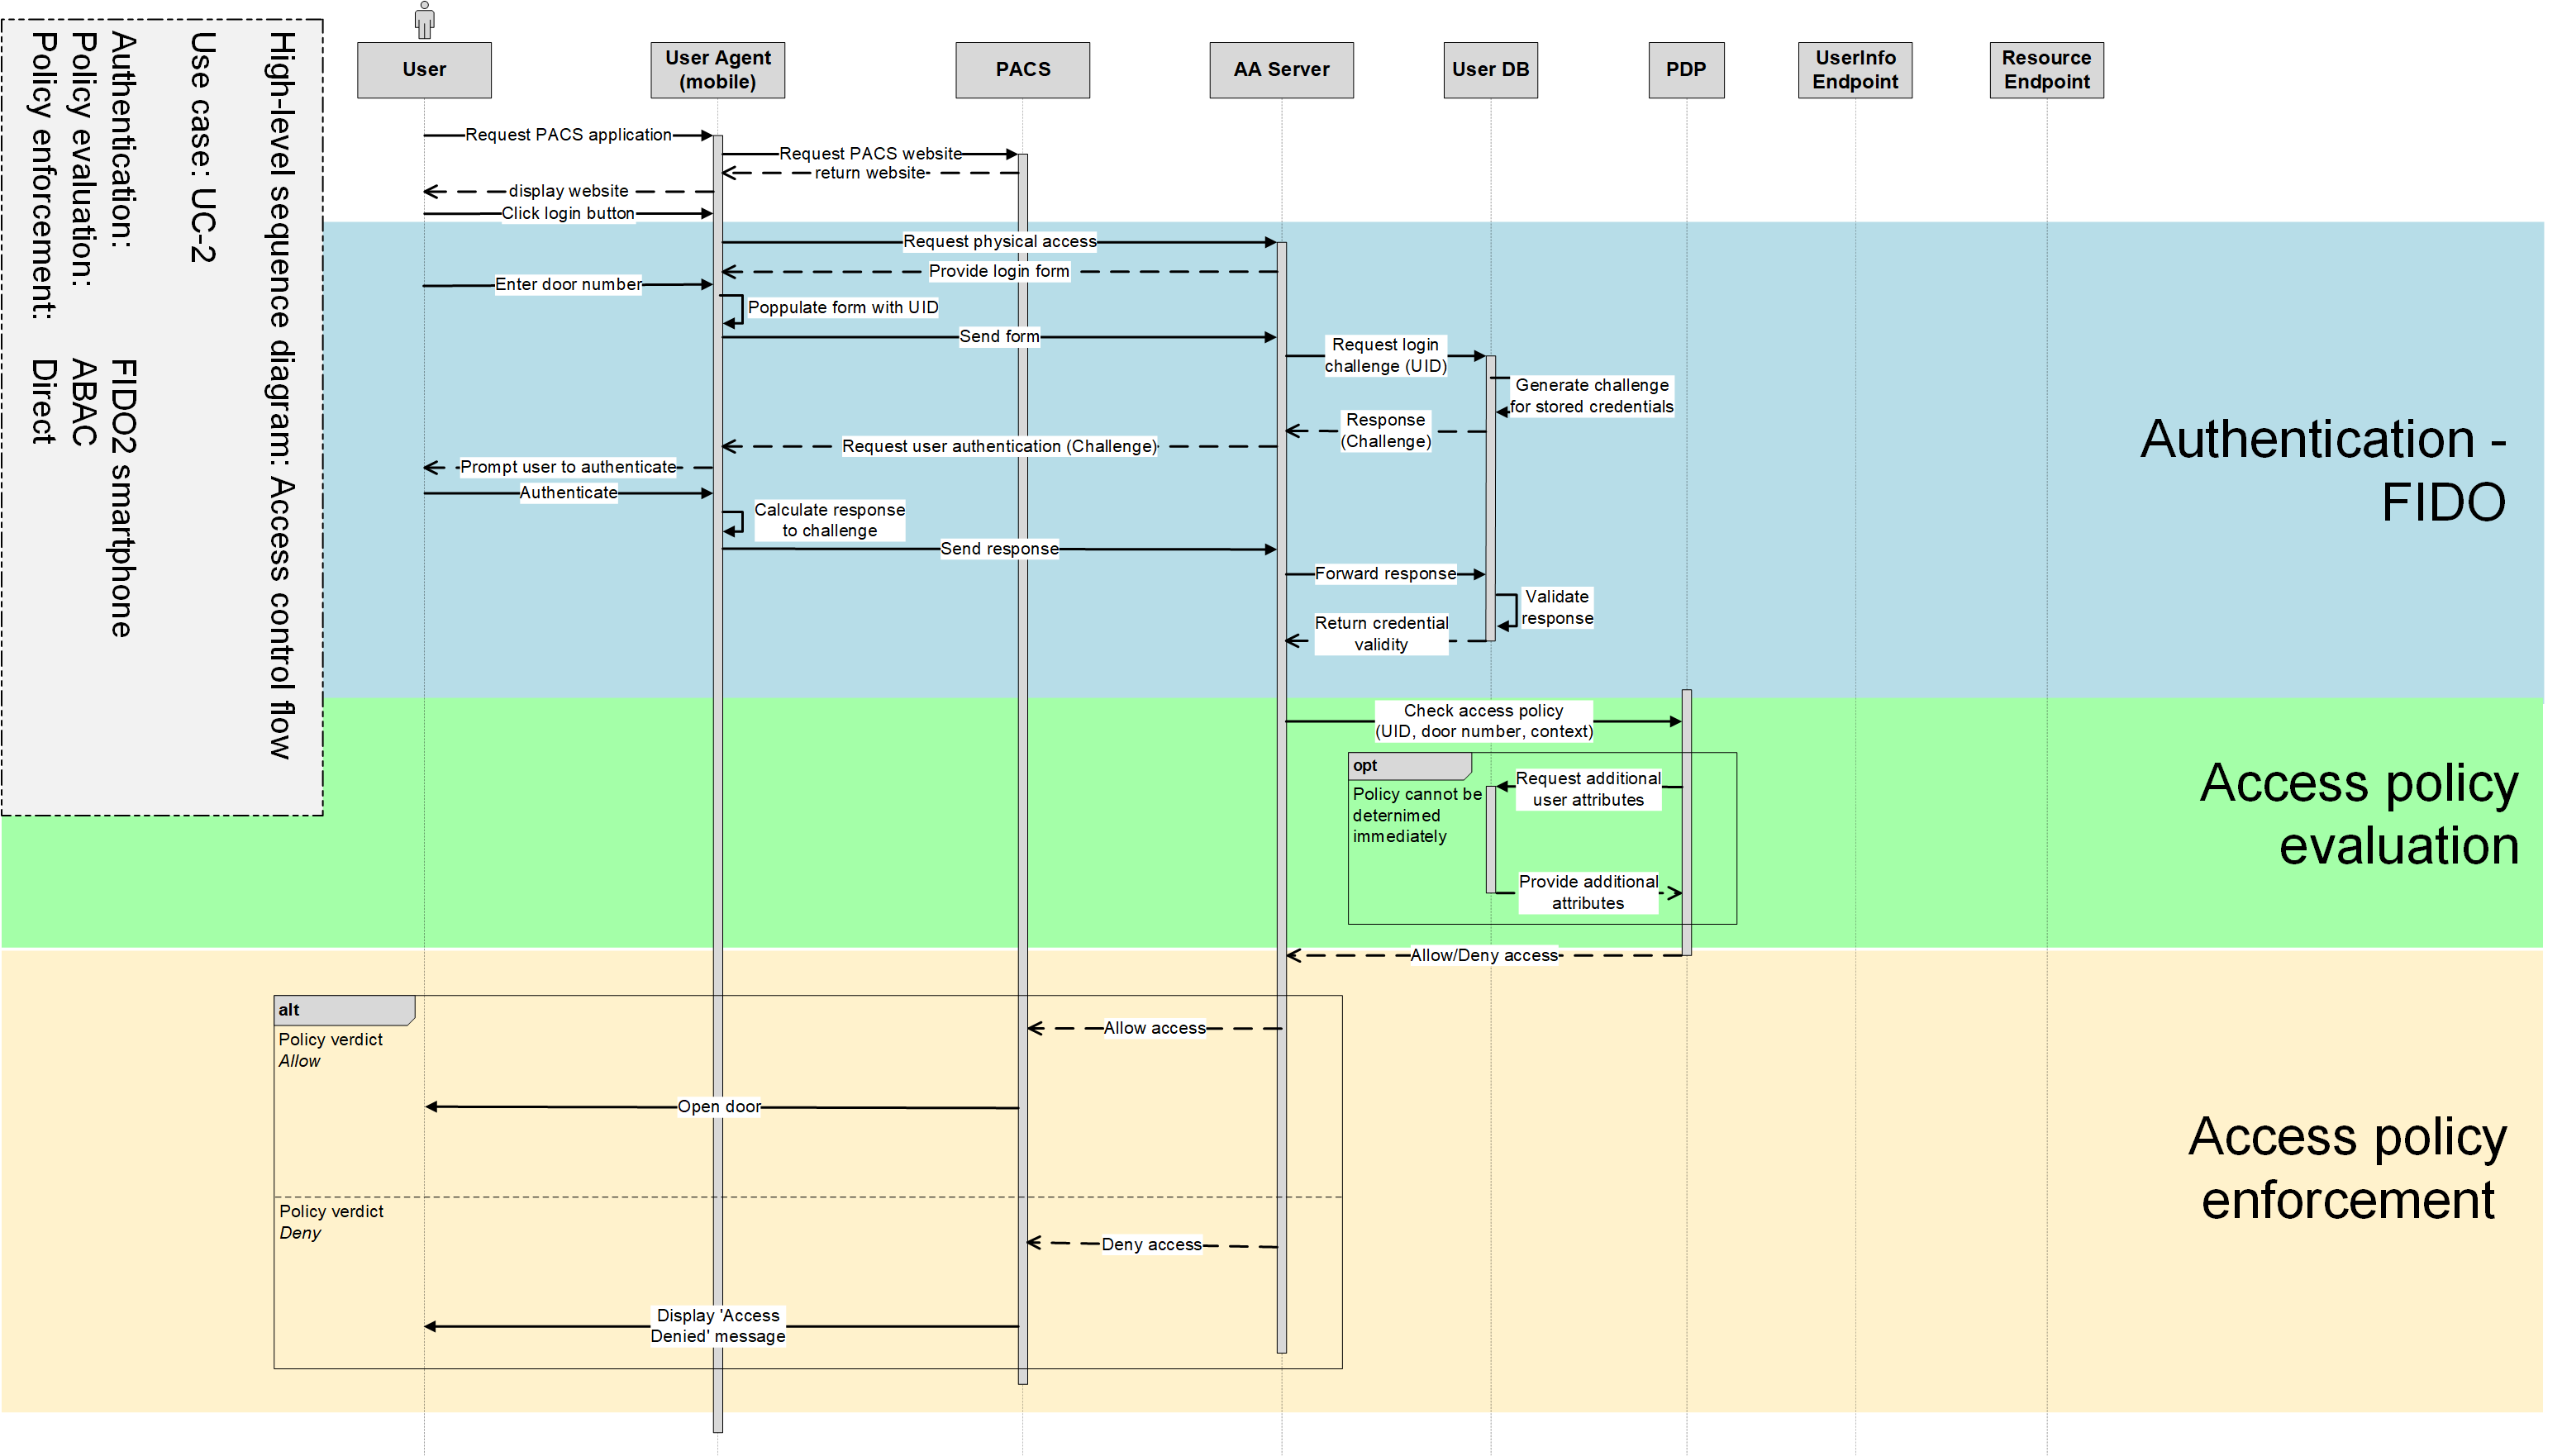 High-level sequence diagram: Access control flow
Use case: UC-2
Authentication: FIDO2 smartphone
Policy evaluation: ABAC
Policy enforcement: Direct
User
User Agent
(mobile)
PACS
AA Server
User DB
PDP
UserInfo
Endpoint
Resource
Endpoint
Request PACS application
Request PACS website
return website
display website
Click login button
Request physical access
Provide login form
Enter door number
Poppulate form with UID
Send form
Request login
challenge (UID)
Generate challenge
for stored credentials
Response
(Challenge)
Request user authentication (Challenge)
Prompt user to authenticate
Authenticate
Calculate response
to challenge
Send response
Forward response
Validate
response
Return credential
validity
Authentication -
FIDO
Check access policy
(UID, door number, context)
opt
Policy cannot be
deternimed
immediately
Request additional
user attributes
Provide additional
attributes
Access policy
evaluation
Allow/Deny access
alt
Policy verdict
Allow
Allow access
Open door
Policy verdict
Deny
Deny access
Display 'Access
Denied' message
Access policy
enforcement